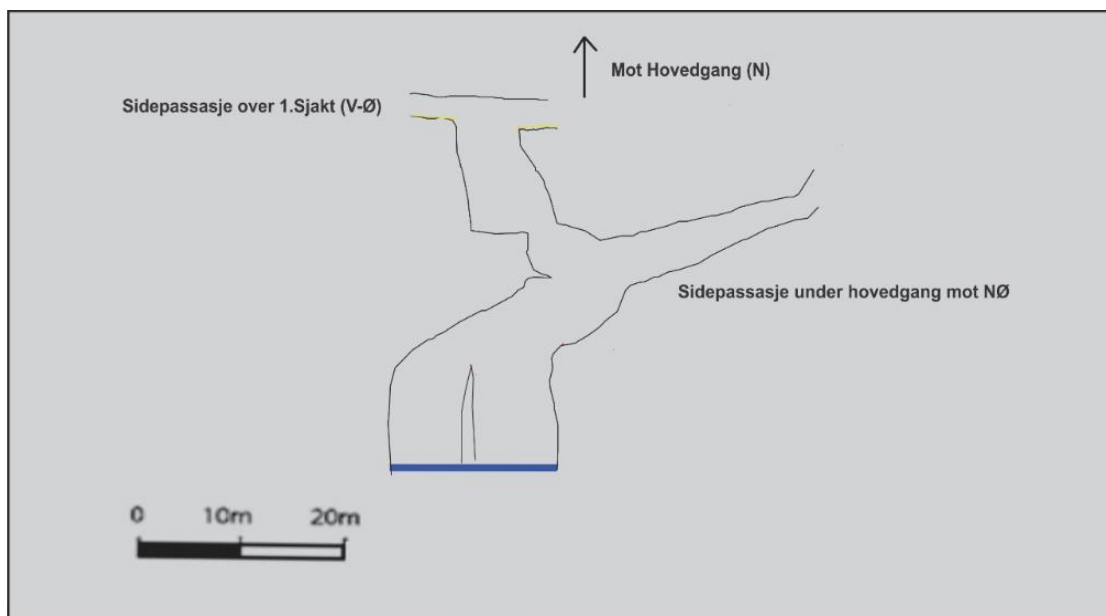 Mot Hovedgang (N)
Sidepassasje over 1.Sjakt (V-Ø)
Sidepassasje under hovedgang mot NØ
0 10m 20m